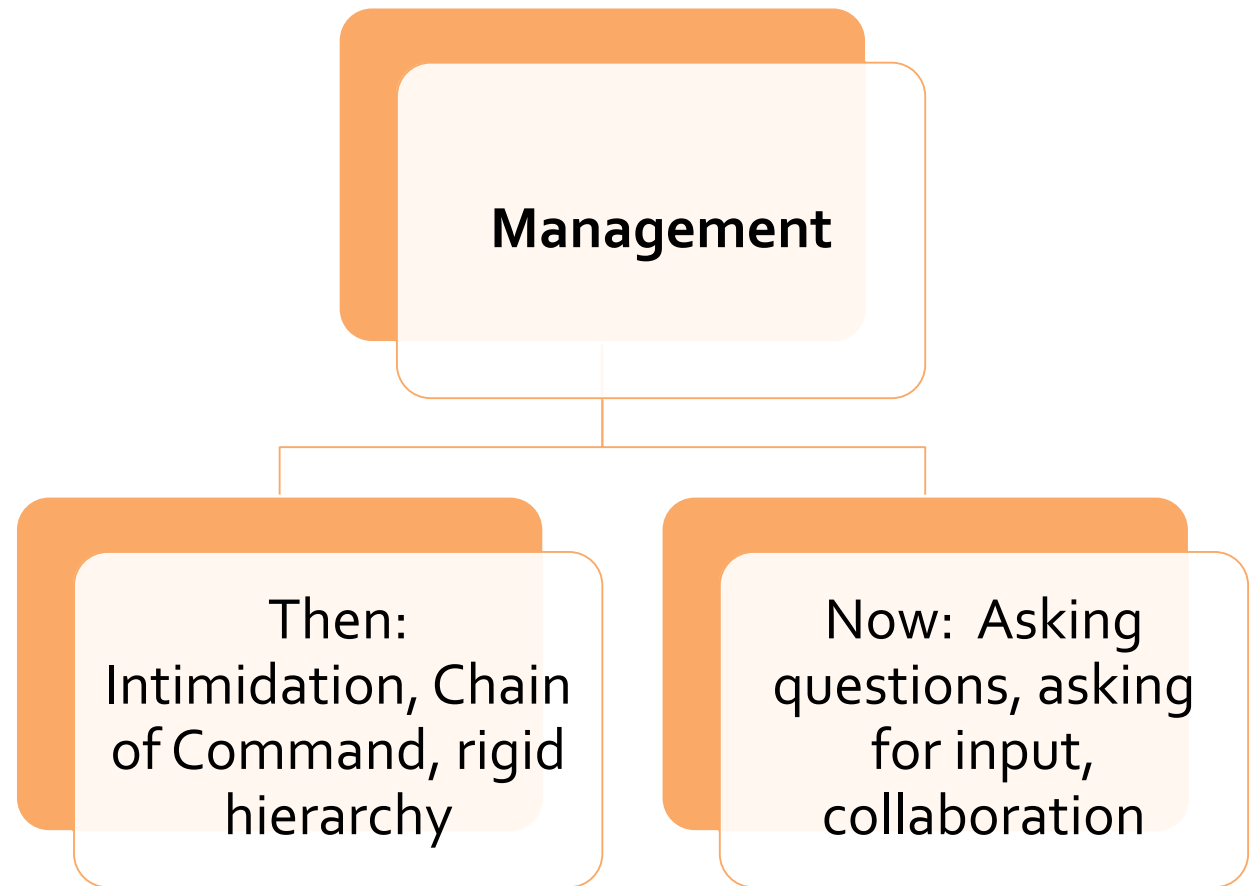 Management
Then:
Intimidation, Chain
of Command, rigid
hierarchy
Now:  Asking
questions, asking
for input,
collaboration